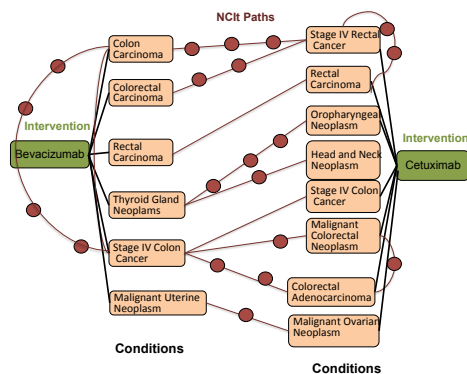 NCIt Paths
Colon
Carcinoma
Colorectal
Carcinoma
Intervention
Bevacizumab
Rectal
Carcinoma
Thyroid Gland
Neoplams
Stage IV Colon
Cancer
Malignant Uterine
Neoplasm
Conditions
Stage IV Rectal
Cancer
Rectal
Carcinoma
Oropharyngeal
Neoplasm
Head and Neck
Neoplasm
Stage IV Colon
Cancer
Malignant
Colorectal
Neoplasm
Colorectal
Adenocarcinoma
Malignant Ovarian
Neoplasm
Conditions
Intervention
Cetuximab